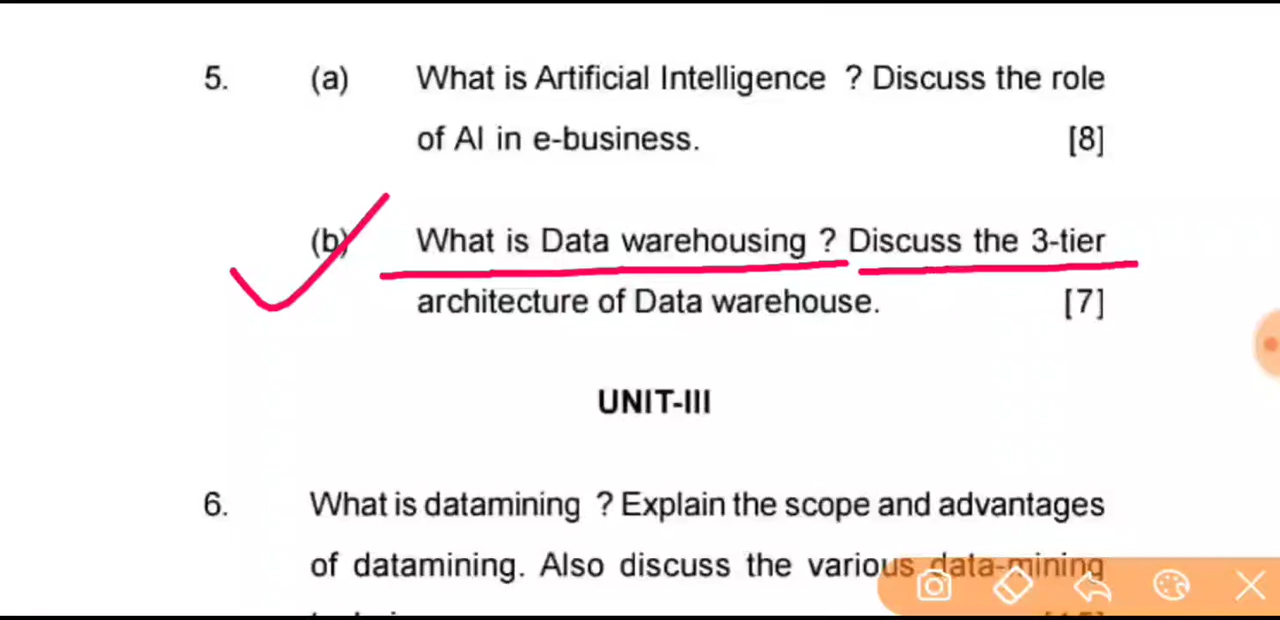 5. (a) What is Artificial Intelligence ? Discuss the role
of AI in e-business. [8]
(b) What is Data warehousing ? Discuss the 3-tier
architecture of Data warehouse. [7]
UNIT-III
6. What is datamining ? Explain the scope and advantages
of datamining. Also discuss the various data-mining